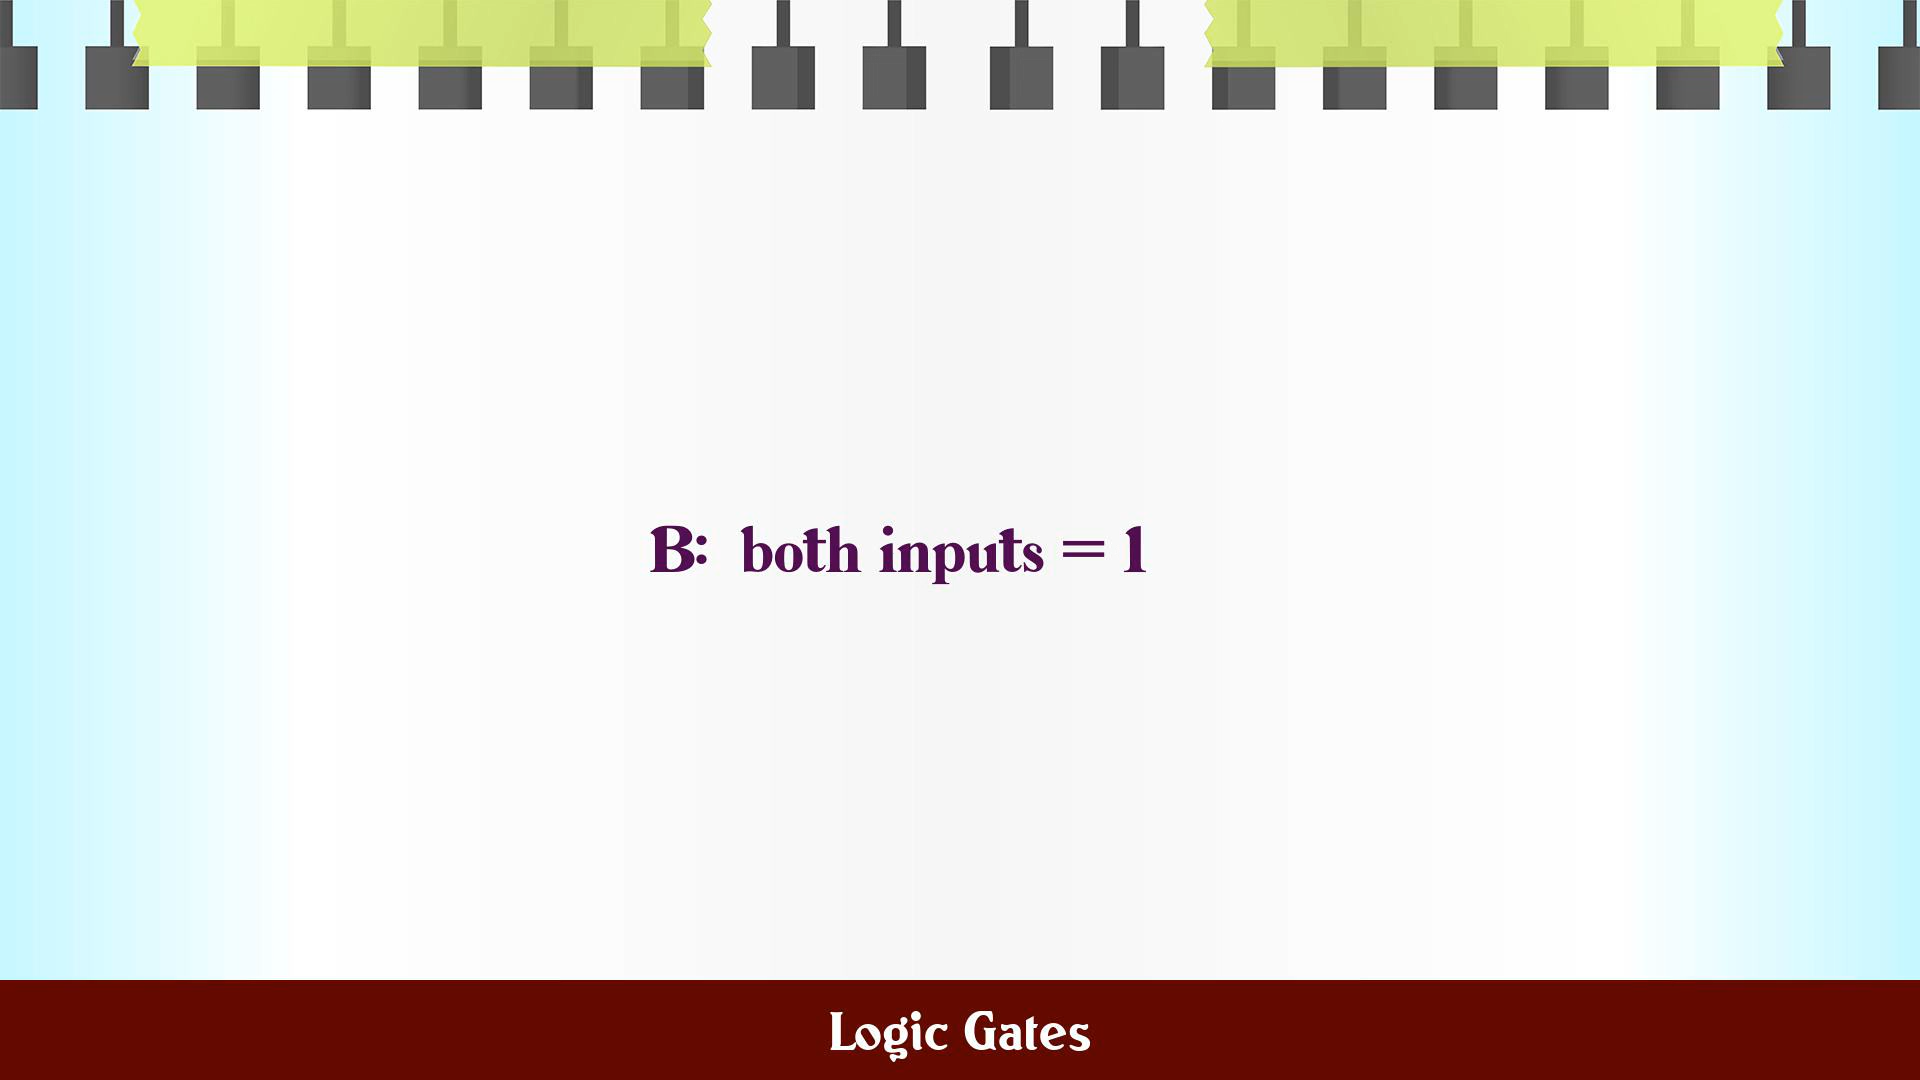 B: both inputs = 1
Logic Gates